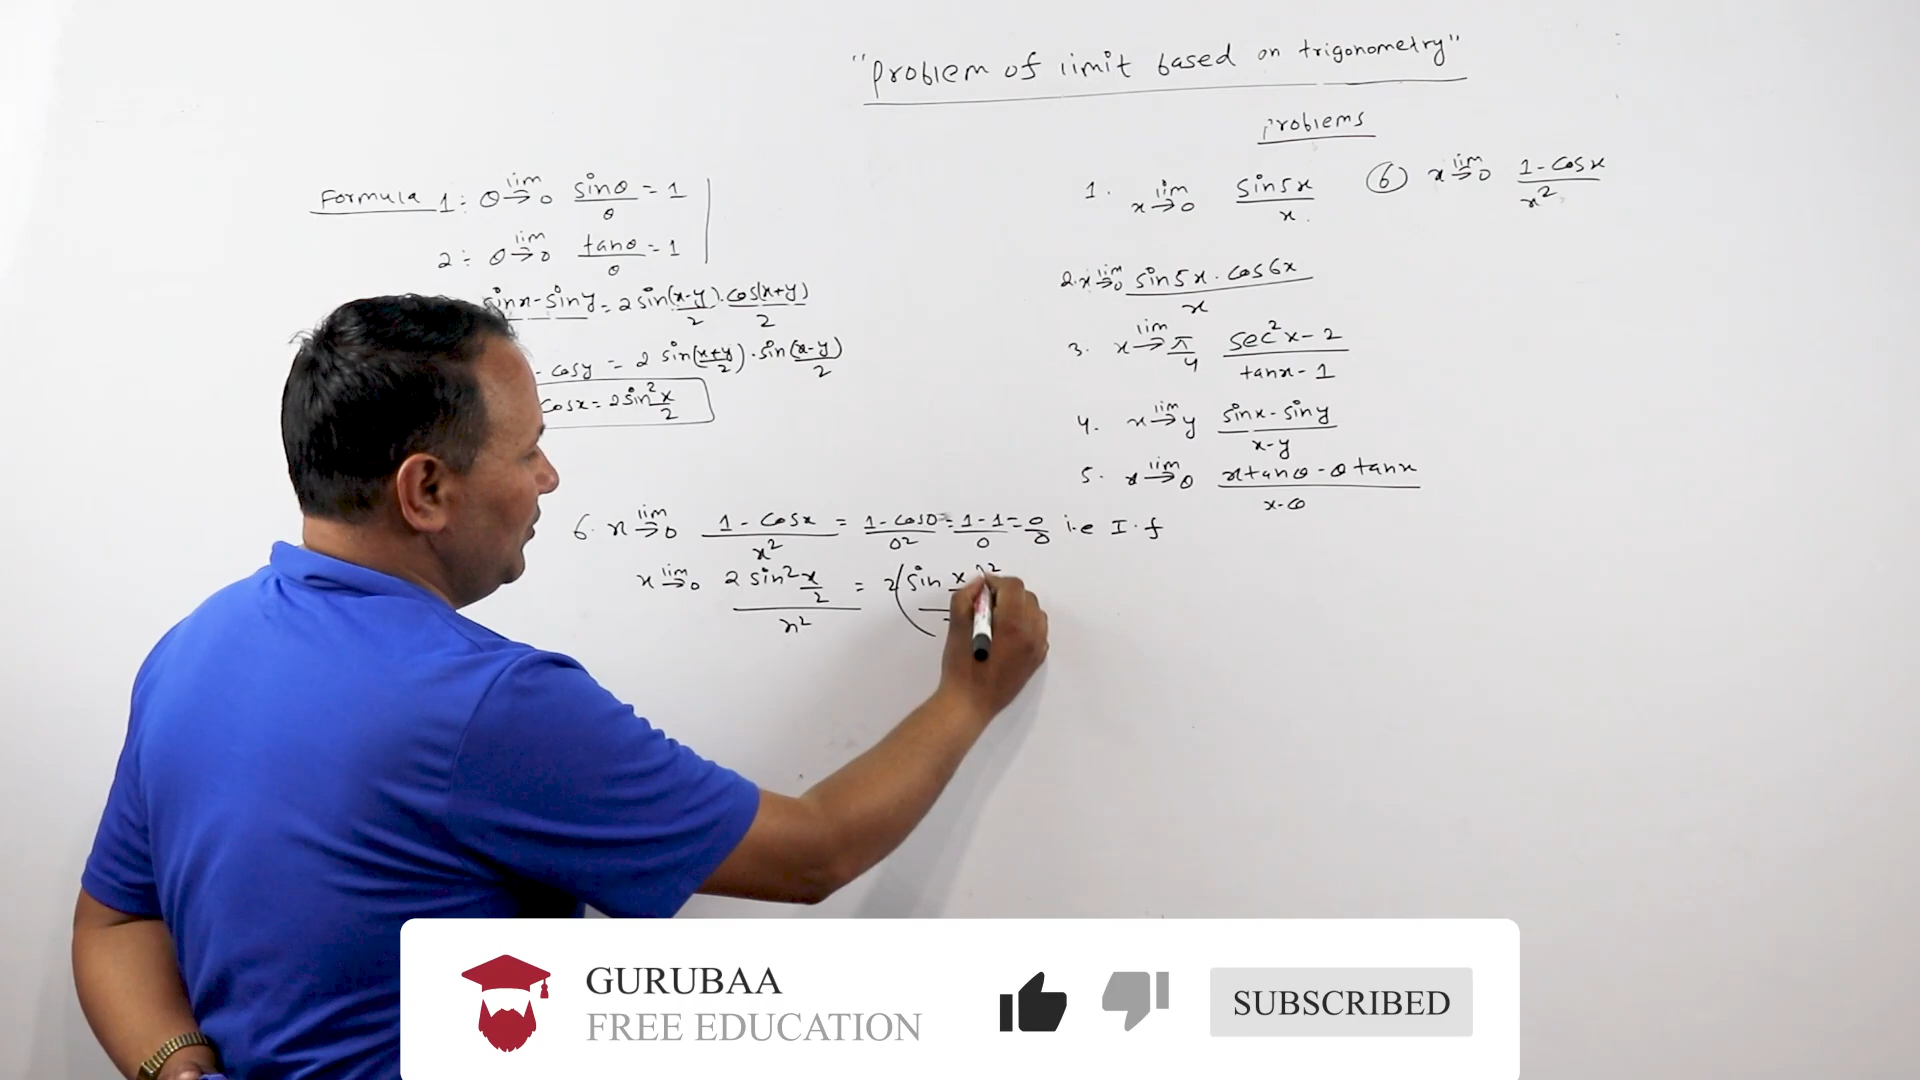 "Problem of limit based on trigonometry"
Problems
Formula 1: θ→0 lim sinθ/θ = 1
2: θ→0 lim tanθ/θ = 1
sinx - siny = 2 sin(x-y)/2 . cos(x+y)/2
- cosy = 2 sin(x+y/2) . sin(x-y)/2
cosx = 2sin²x/2
1. lim x→0 sin5x/x
6 lim x→0 1-cosx/x²
2. lim x→0 sin5x . cos6x/x
3. lim x→π/4 sec²x-2/tanx-1
4. lim x→y sinx-siny/x-y
5. lim x→θ xtanθ-θtanx/x-θ
6. lim x→0 1-cosx/x² = 1-cos0/0² = 1-1/0 = 0/0 i.e I.f
lim x→0 2sin²x/2/x² = 2(sin x )²
GURUBAA
FREE EDUCATION
SUBSCRIBED